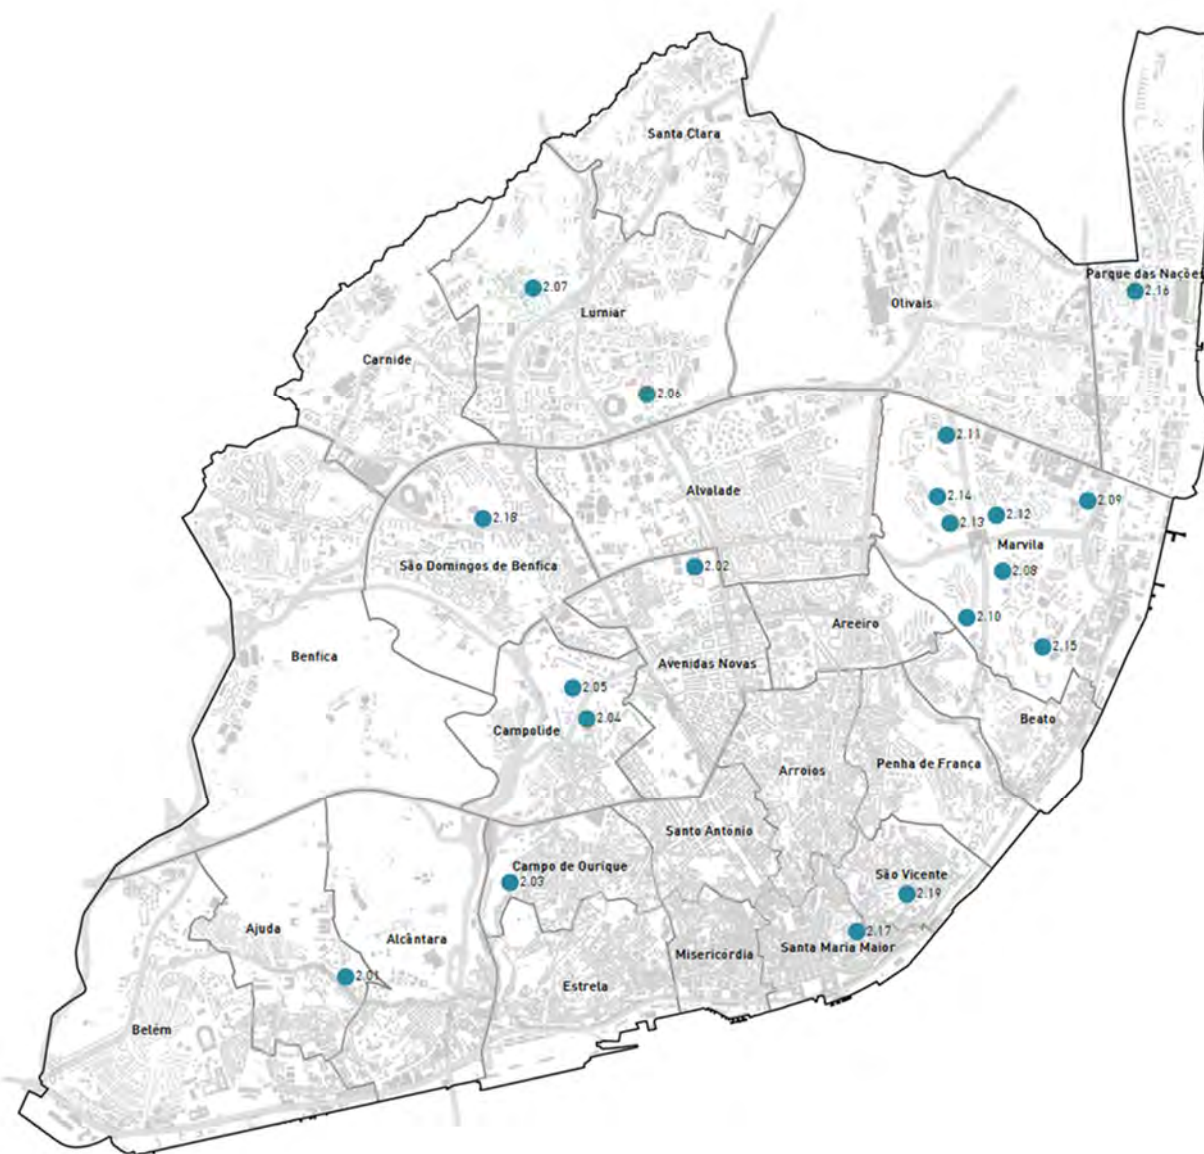 Santa Clara
Parque das Nações
2.07
2.16
Olivais
Lumiar
Carnide
2.06
2.11
Alvalade
2.14
2.09
2.18
2.12
2.13
Marvila
São Domingos de Benfica
2.02
2.08
2.10
Areeiro
2.15
Benfica
Avenidas Novas
2.05
2.04
Beato
Campolide
Penha de França
Arroios
Santo António
Campo de Ourique
São Vicente
2.03
2.19
Ajuda
2.17
Alcântara
Santa Maria Maior
Misericórdia
2.01
Estrela
Belém